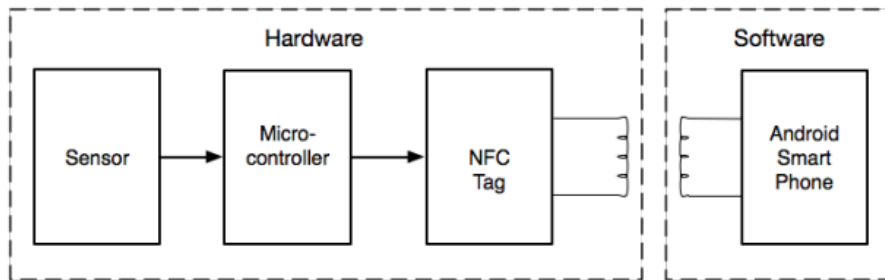 Hardware
Software
Sensor
Micro-
controller
NFC
Tag
Android
Smart
Phone